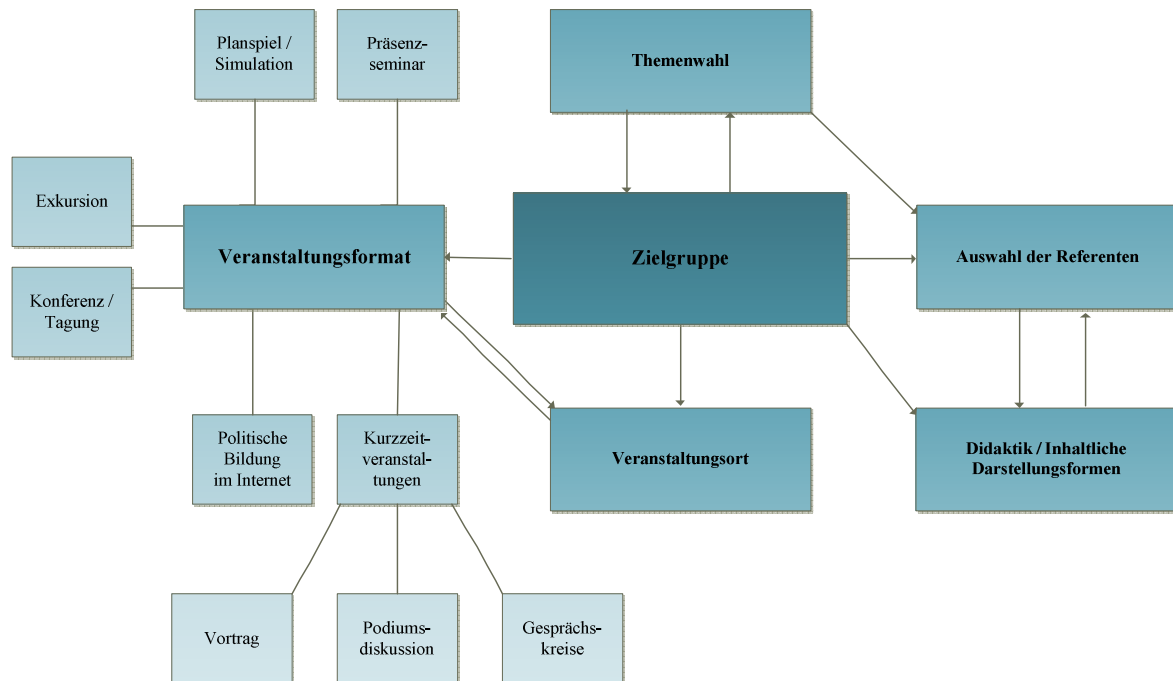 Planspiel /
Simulation
Präsenz-
seminar
Themenwahl
Exkursion
Veranstaltungsformat
Zielgruppe
Auswahl der Referenten
Konferenz /
Tagung
Politische
Bildung
im Internet
Kurzzeit-
veranstal-
tungen
Veranstaltungsort
Didaktik / Inhaltliche
Darstellungsformen
Vortrag
Podiums-
diskussion
Gesprächs-
kreise